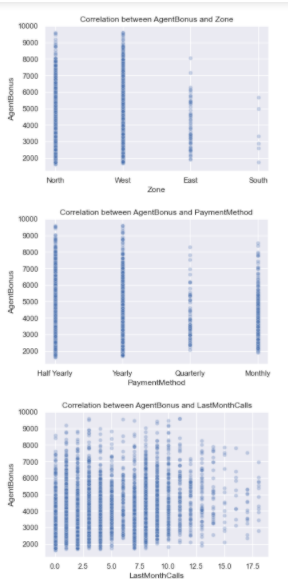 Correlation between AgentBonus and Zone
10000
9000
8000
7000
6000
5000
4000
3000
2000
AgentBonus
North West East South
Zone
Correlation between AgentBonus and PaymentMethod
10000
9000
8000
7000
6000
5000
4000
3000
2000
AgentBonus
Half Yearly Yearly Quarterly Monthly
PaymentMethod
Correlation between AgentBonus and LastMonthCalls
10000
9000
8000
7000
6000
5000
4000
3000
2000
AgentBonus
0.0 2.5 5.0 7.5 10.0 12.5 15.0 17.5
LastMonthCalls